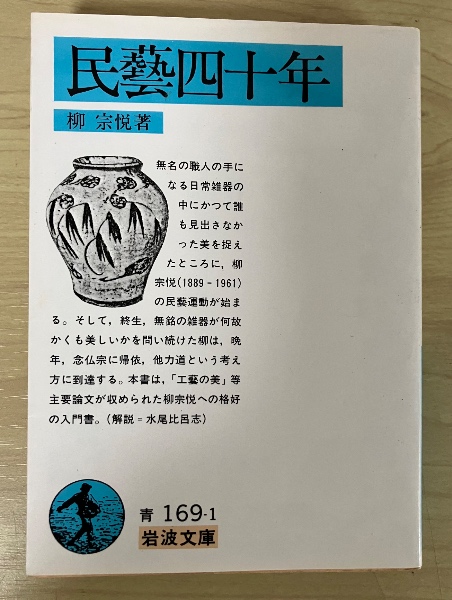 民藝四十年
柳 宗悦著
無名の職人の手に
なる日常雑器の
中にかつて誰
も見出さなか
った美を捉え
たところに，柳
宗悦(1889－1961)
の民藝運動が始ま
る。そして，終生，無銘の雑器が何故
かくも美しいかを問い続けた柳は，晩
年，念仏宗に帰依，他力道という考え
方に到達する。本書は，「工藝の美」等
主要論文が収められた柳宗悦への格好
の入門書。（解説＝水尾比呂志）
青 169-1
岩波文庫